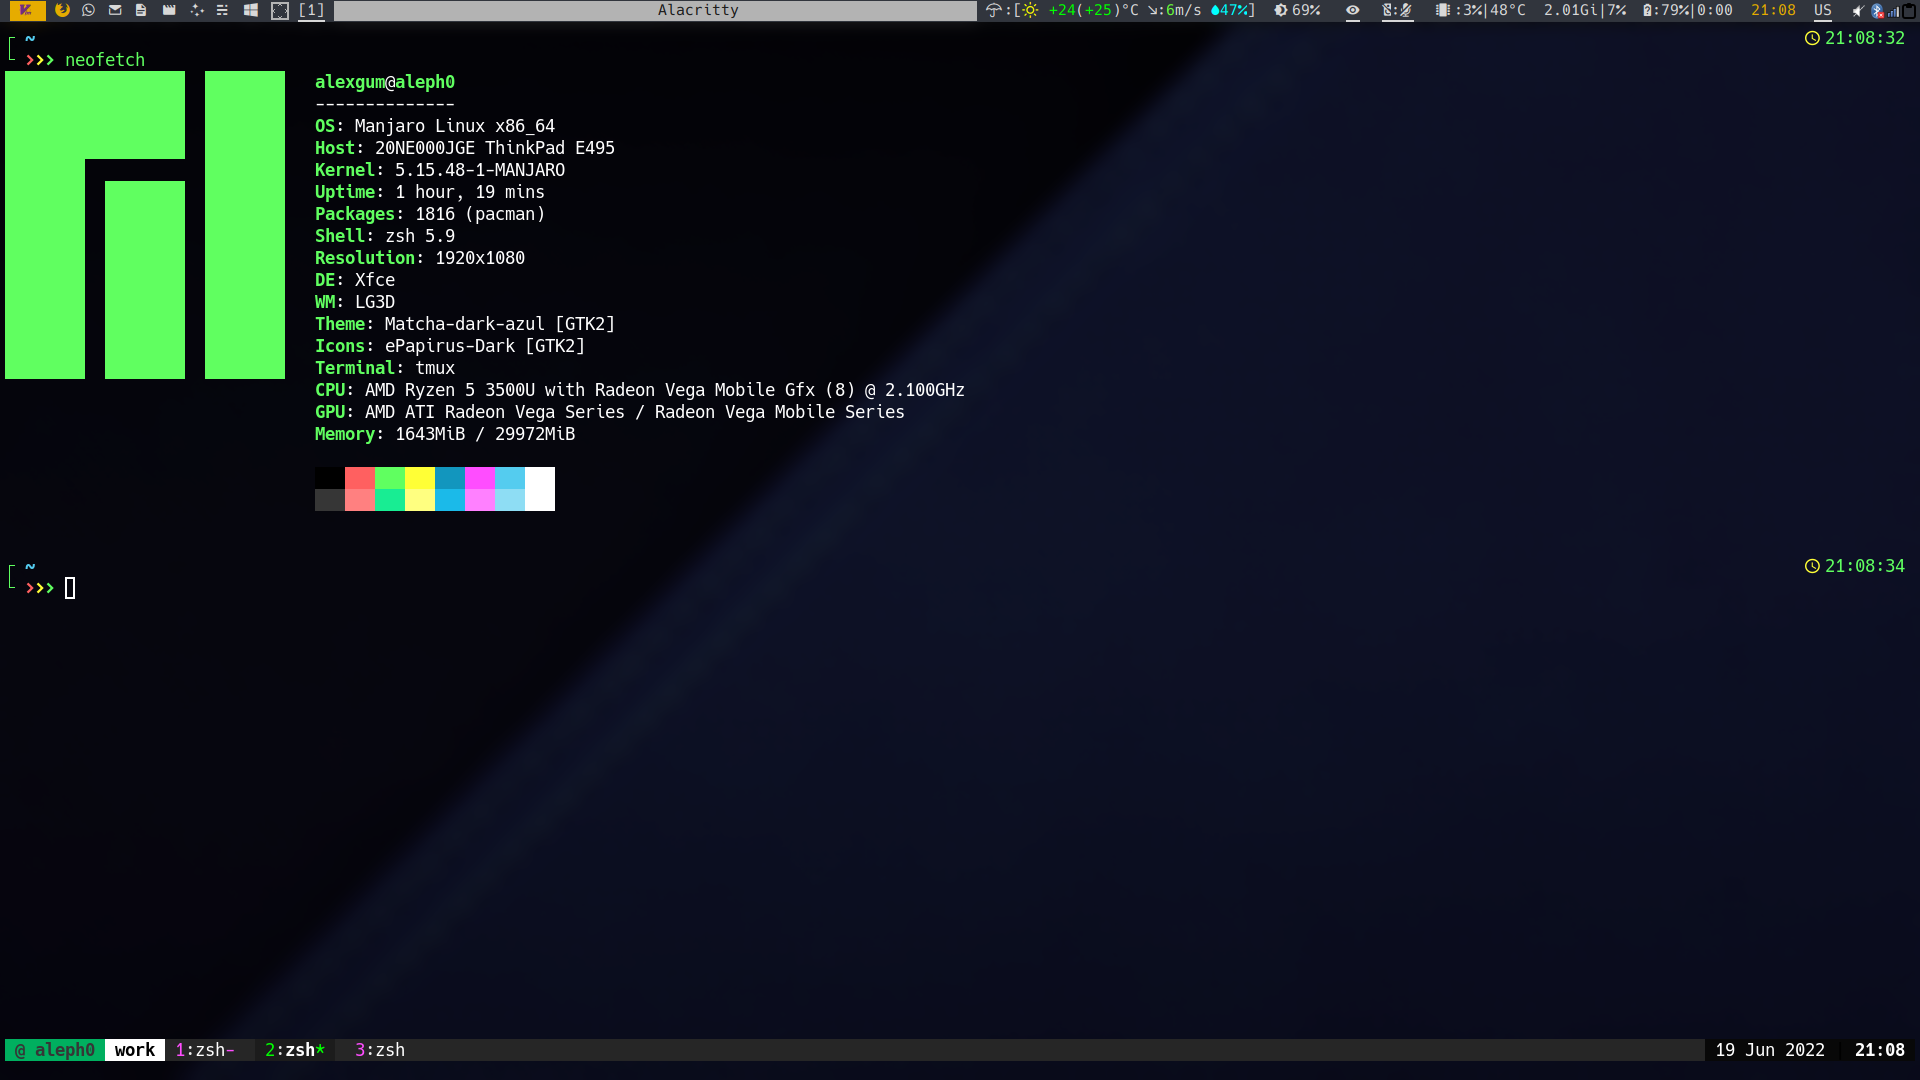 [1] Alacritty :[ +24(+25)°C ↘:6m/s 47%] 69% :3%|48°C 2.01Gi|7% :79%|0:00 21:08 US
~ 21:08:32
>>> neofetch
alexgum@aleph0
--------------
OS: Manjaro Linux x86_64
Host: 20NE000JGE ThinkPad E495
Kernel: 5.15.48-1-MANJARO
Uptime: 1 hour, 19 mins
Packages: 1816 (pacman)
Shell: zsh 5.9
Resolution: 1920x1080
DE: Xfce
WM: LG3D
Theme: Matcha-dark-azul [GTK2]
Icons: ePapirus-Dark [GTK2]
Terminal: tmux
CPU: AMD Ryzen 5 3500U with Radeon Vega Mobile Gfx (8) @ 2.100GHz
GPU: AMD ATI Radeon Vega Series / Radeon Vega Mobile Series
Memory: 1643MiB / 29972MiB
~ 21:08:34
>>>
@ aleph0 work 1:zsh- 2:zsh* 3:zsh 19 Jun 2022 21:08